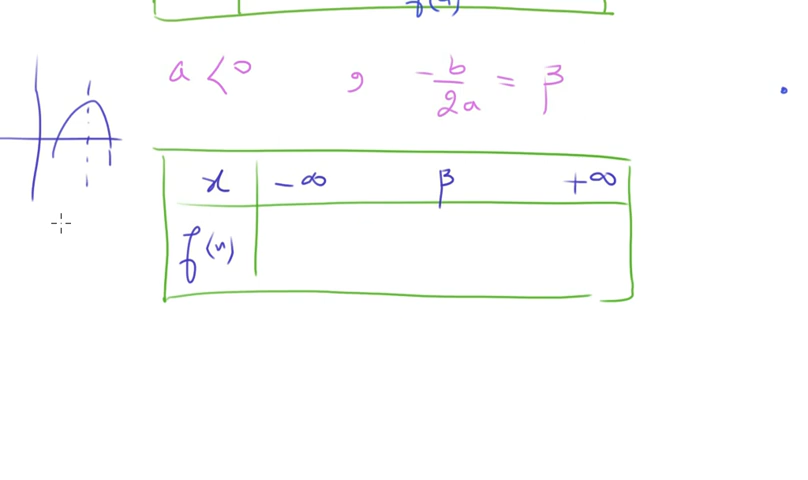 a < 0 , -b/2a = β
x -∞ β +∞
f(x)